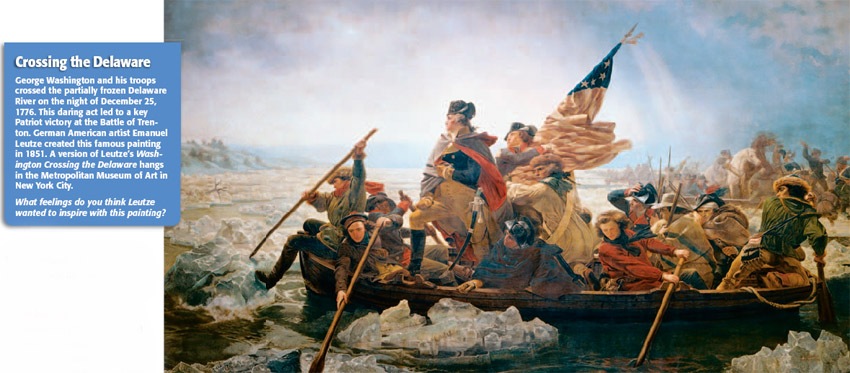 Crossing the Delaware
George Washington and his troops
crossed the partially frozen Delaware
River on the night of December 25,
1776. This daring act led to a key
Patriot victory at the Battle of Tren-
ton. German American artist Emanuel
Leutze created this famous painting
in 1851. A version of Leutze's Wash-
ington Crossing the Delaware hangs
in the Metropolitan Museum of Art in
New York City.
What feelings do you think Leutze
wanted to inspire with this painting?